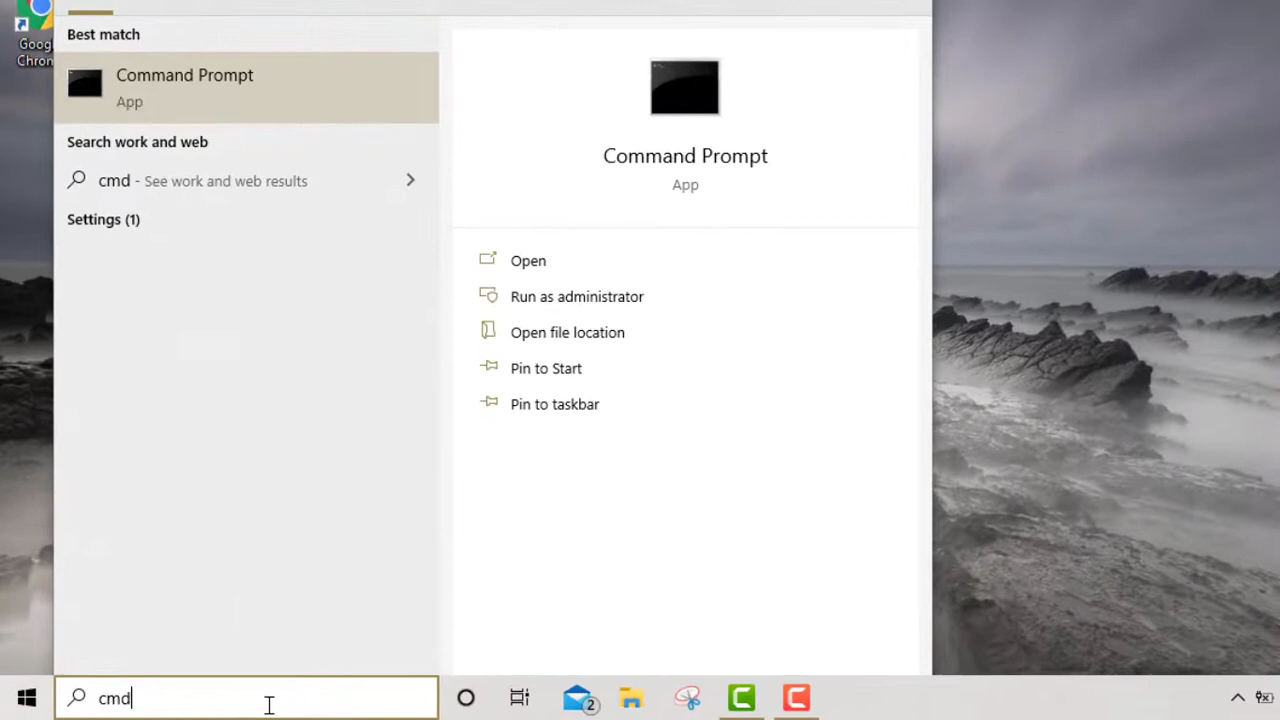 Goog
Chron
Best match
Command Prompt
App
Search work and web
cmd - See work and web results
Settings (1)
Command Prompt
App
Open
Run as administrator
Open file location
Pin to Start
Pin to taskbar
cmd
2